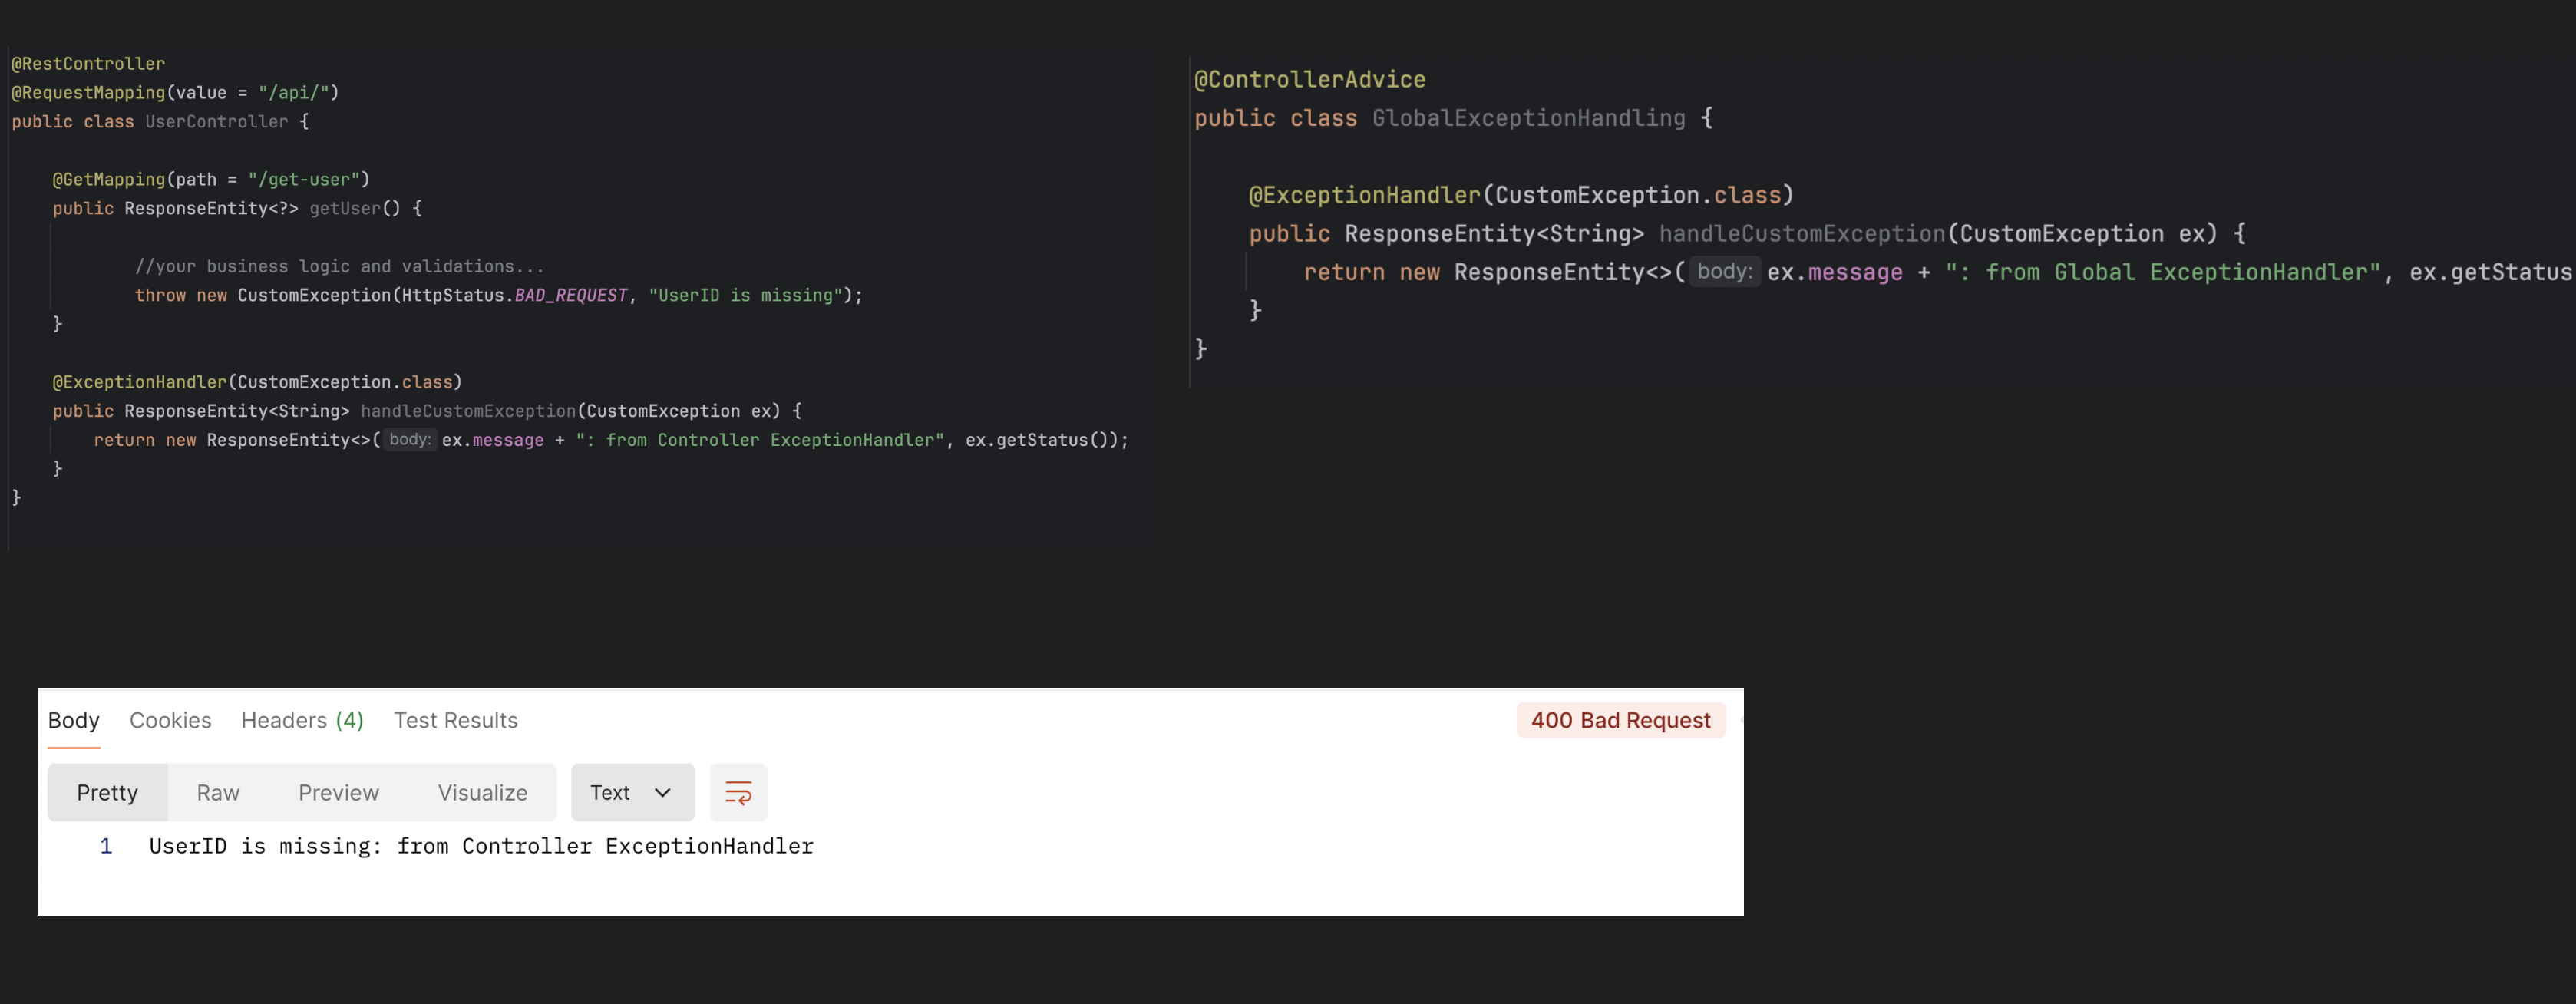 @RestController
@RequestMapping(value = "/api/")
public class UserController {
@GetMapping(path = "/get-user")
public ResponseEntity<?> getUser() {
//your business logic and validations...
throw new CustomException(HttpStatus.BAD_REQUEST, "UserID is missing");
}
@ExceptionHandler(CustomException.class)
public ResponseEntity<String> handleCustomException(CustomException ex) {
return new ResponseEntity<>( body: ex.message + ": from Controller ExceptionHandler", ex.getStatus());
}
}
@ControllerAdvice
public class GlobalExceptionHandling {
@ExceptionHandler(CustomException.class)
public ResponseEntity<String> handleCustomException(CustomException ex) {
return new ResponseEntity<>( body: ex.message + ": from Global ExceptionHandler", ex.getStatus
}
}
Body Cookies Headers (4) Test Results 400 Bad Request
Pretty Raw Preview Visualize Text
1 UserID is missing: from Controller ExceptionHandler